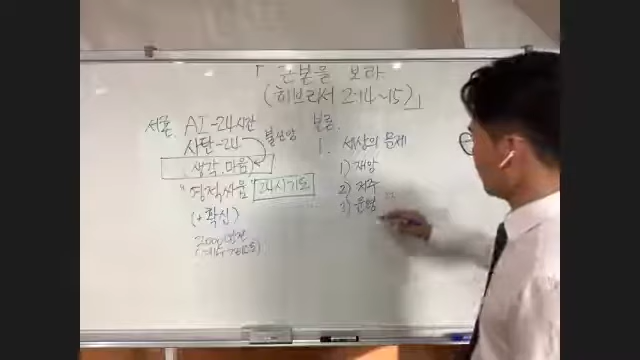 「근본을 보라
(히브리서 2:14~15)」
서론. AI-24시간
사탄-24
불신앙
생각, 마음
"영적싸움" 24시기도
(+확신)
본론.
1. 세상의 문제
1) 재앙
2) 저주
3) 운명